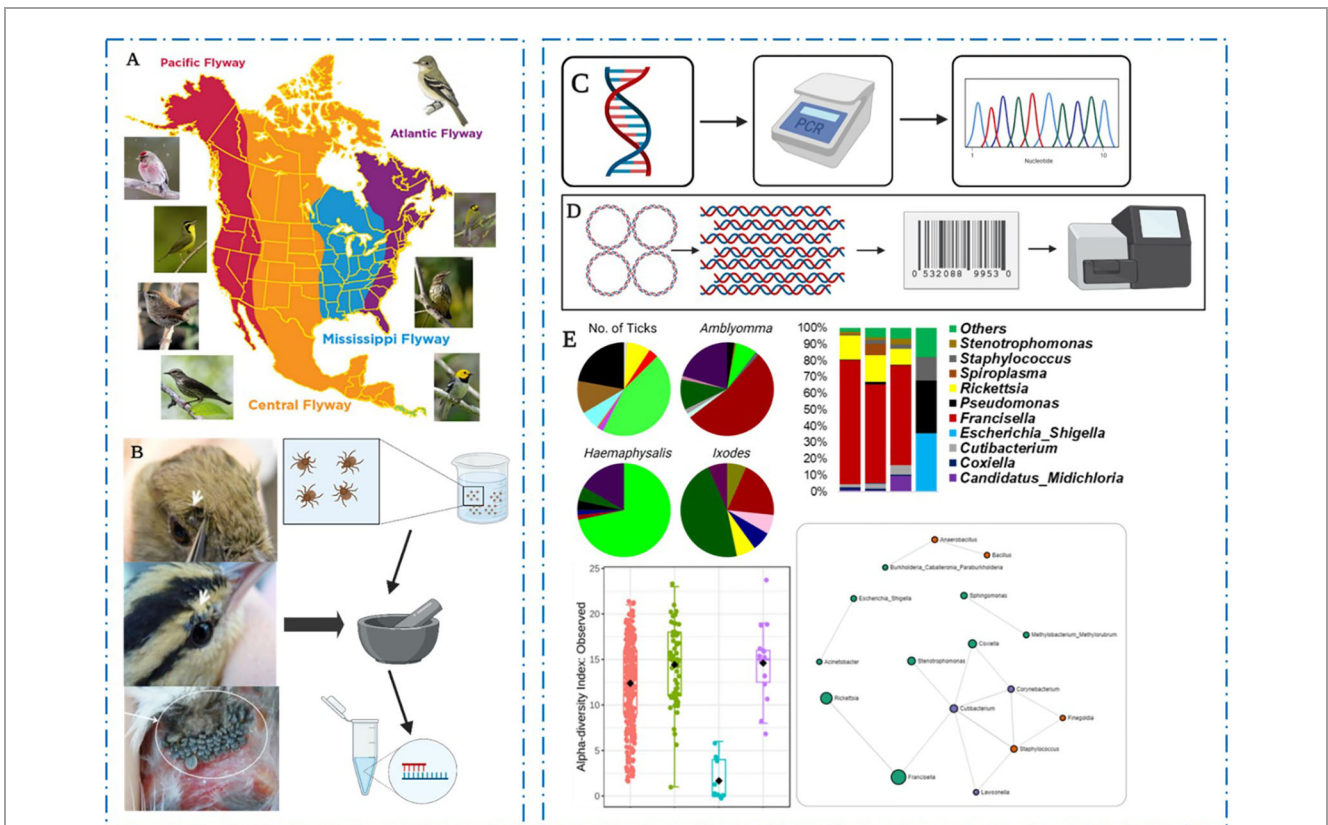 A
Pacific Flyway
Atlantic Flyway
Mississippi Flyway
Central Flyway
B
C
PCR
1
10
Nucleotide
D
0 532088 9953 0
E
No. of Ticks
Amblyomma
Haemaphysalis
Ixodes
100%
90%
80%
70%
60%
50%
40%
30%
20%
10%
0%
Others
Stenotrophomonas
Staphylococcus
Spiroplasma
Rickettsia
Pseudomonas
Francisella
Escherichia_Shigella
Cutibacterium
Coxiella
Candidatus_Midichloria
Alpha-diversity Index: Observed
25
20
15
10
5
0
Anaerobacillus
Bacillus
Burkholderia_Caballeronia_Paraburkholderia
Escherichia_Shigella
Sphingomonas
Methylobacterium_Methylorubrum
Acinetobacter
Stenotrophomonas
Coxiella
Rickettsia
Corynebacterium
Cutibacterium
Finegoldia
Staphylococcus
Francisella
Lawsonella